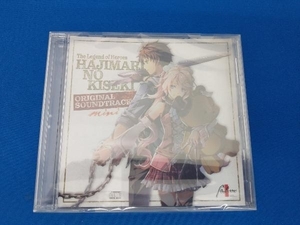 The Legend of Heroes
HAJIMARI
NO KISEKI
ORIGINAL
SOUNDTRACK